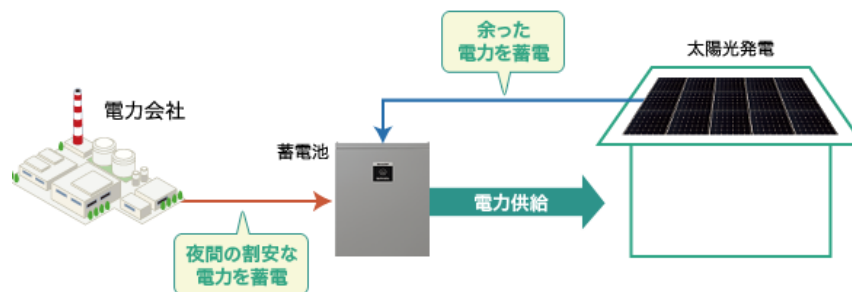 余った
電力を蓄電
太陽光発電
電力会社
蓄電池
電力供給
夜間の割安な
電力を蓄電